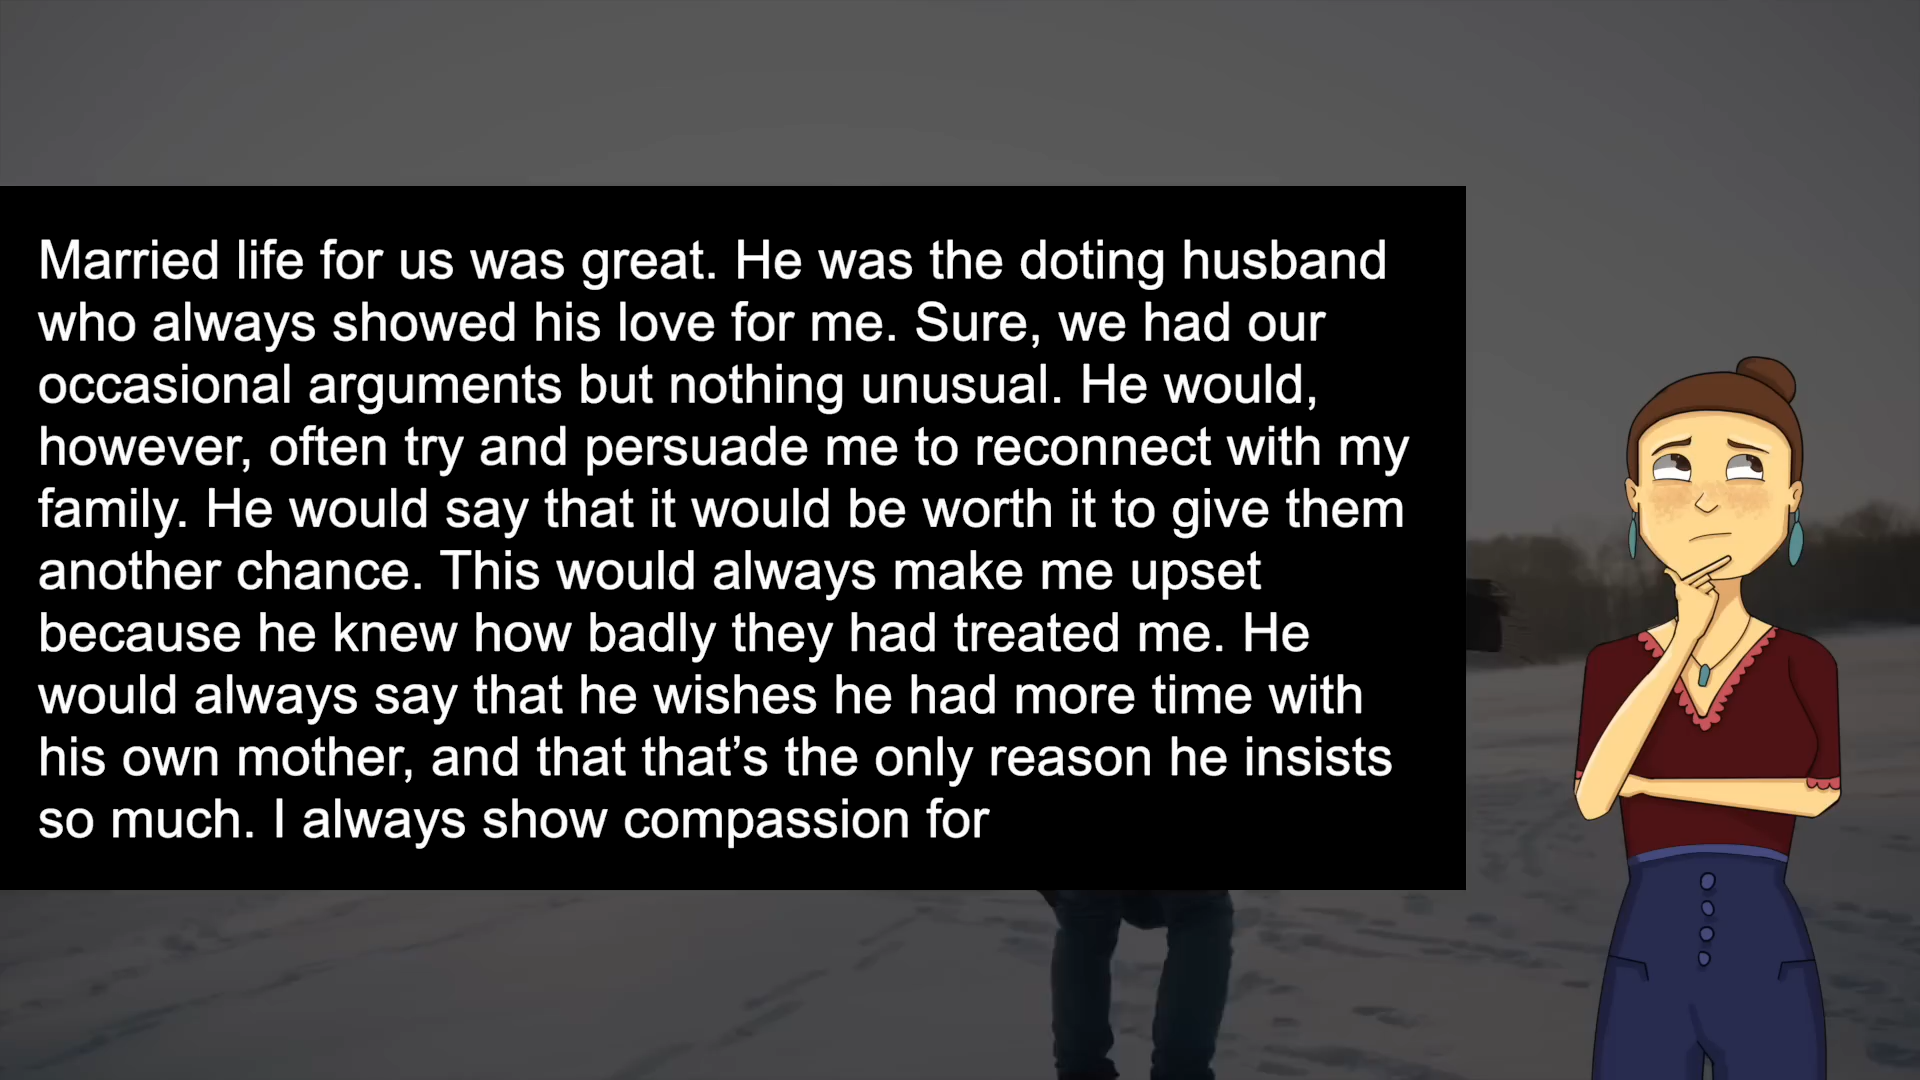 Married life for us was great. He was the doting husband
who always showed his love for me. Sure, we had our
occasional arguments but nothing unusual. He would,
however, often try and persuade me to reconnect with my
family. He would say that it would be worth it to give them
another chance. This would always make me upset
because he knew how badly they had treated me. He
would always say that he wishes he had more time with
his own mother, and that that’s the only reason he insists
so much. I always show compassion for